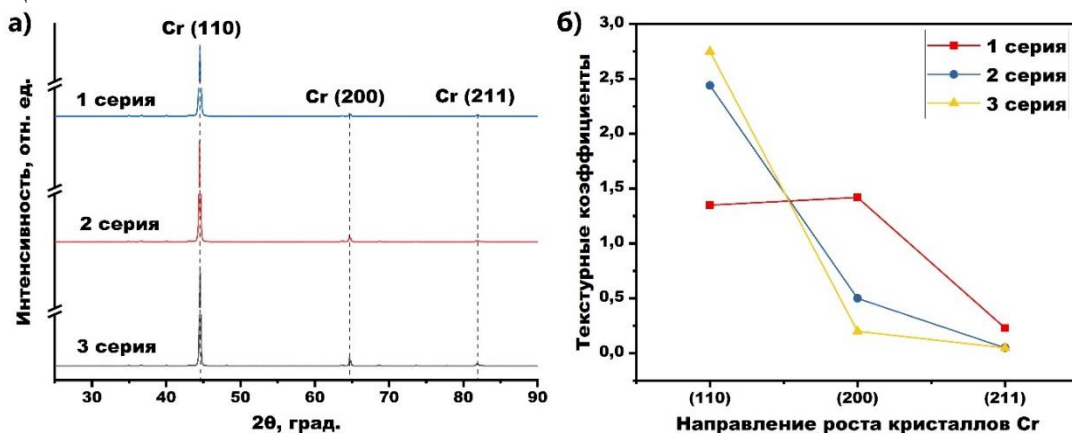 а)
Cr (110)
Cr (200)
Cr (211)
1 серия
2 серия
3 серия
Интенсивность, отн. ед.
30 40 50 60 70 80 90
2θ, град.
б)
1 серия
2 серия
3 серия
3,0
2,5
2,0
1,5
1,0
0,5
0,0
Текстурные коэффициенты
(110) (200) (211)
Направление роста кристаллов Cr